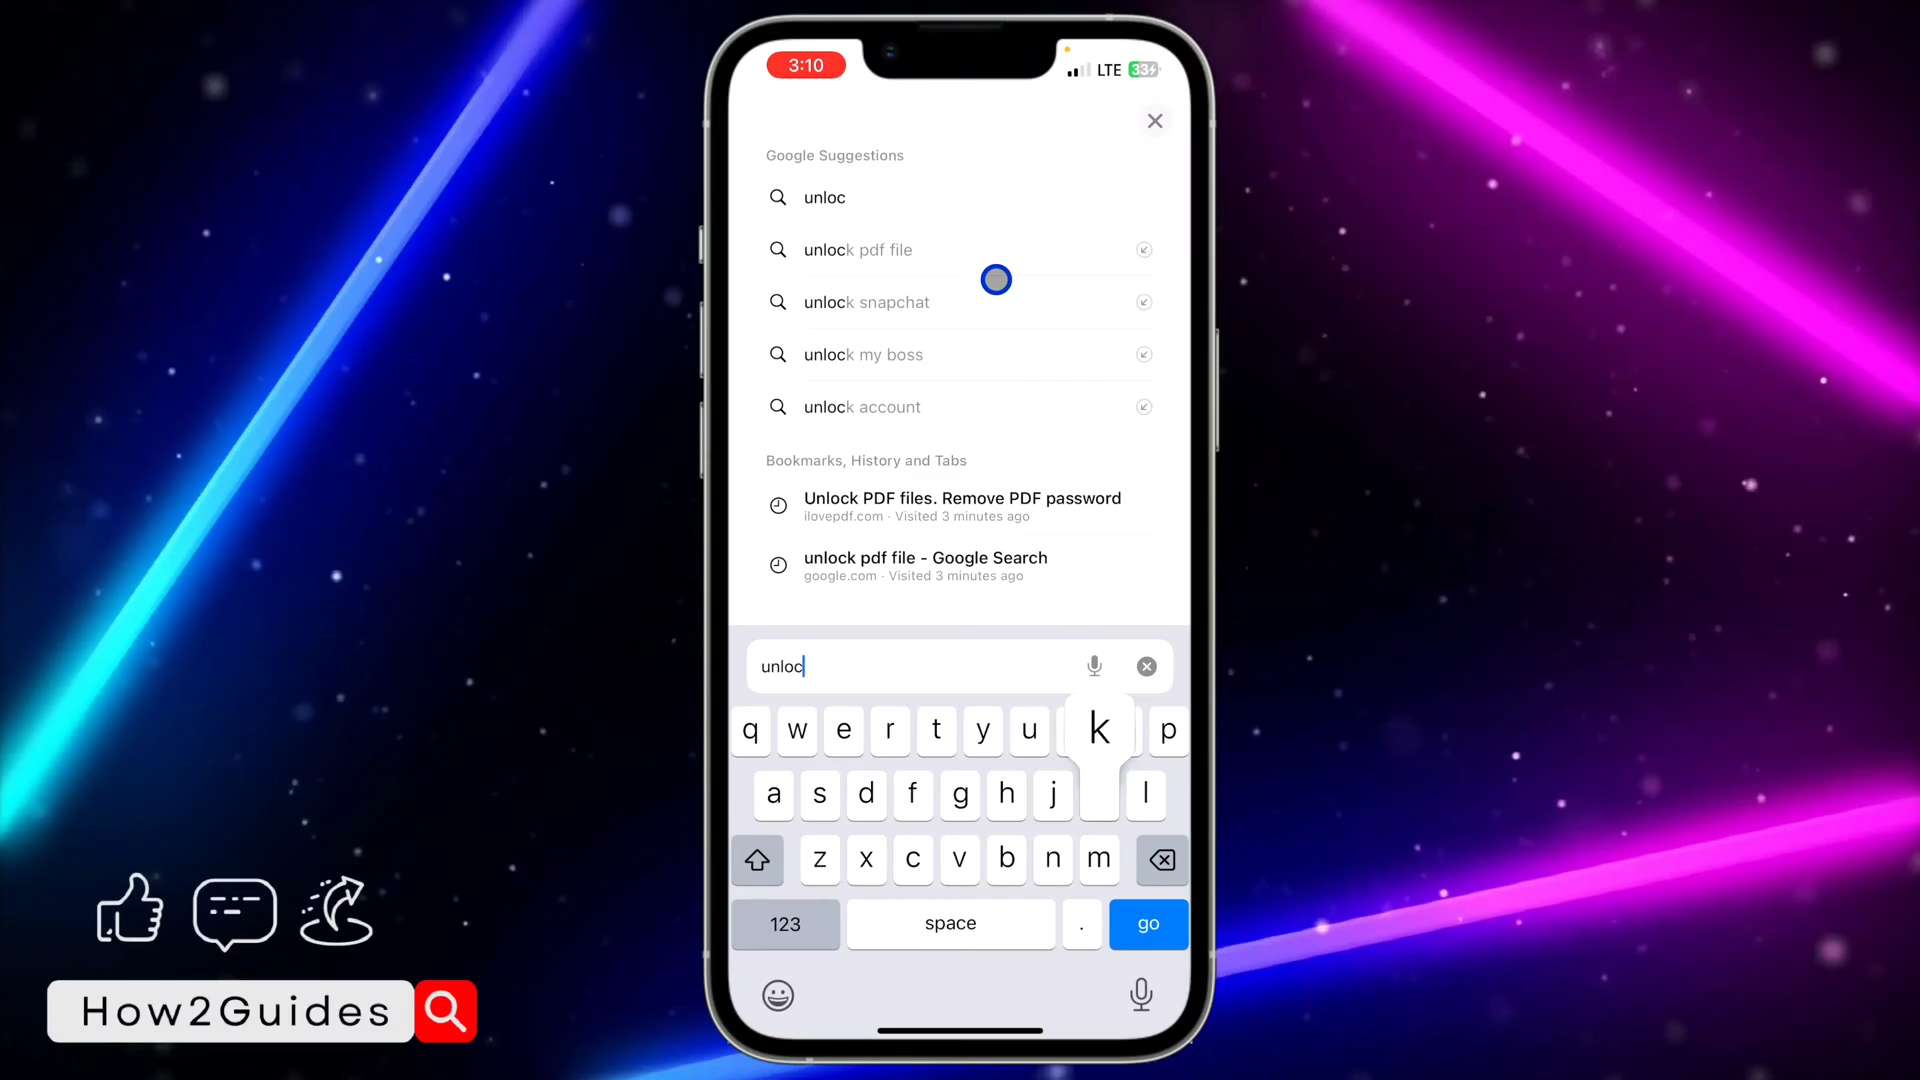 3:10
LTE 33
Google Suggestions
unloc
unlock pdf file
unlock snapchat
unlock my boss
unlock account
Bookmarks, History and Tabs
Unlock PDF files. Remove PDF password
ilovepdf.com · Visited 3 minutes ago
unlock pdf file - Google Search
google.com · Visited 3 minutes ago
unloc
q w e r t y u k p
a s d f g h j l
z x c v b n m
123 space . go
How2Guides